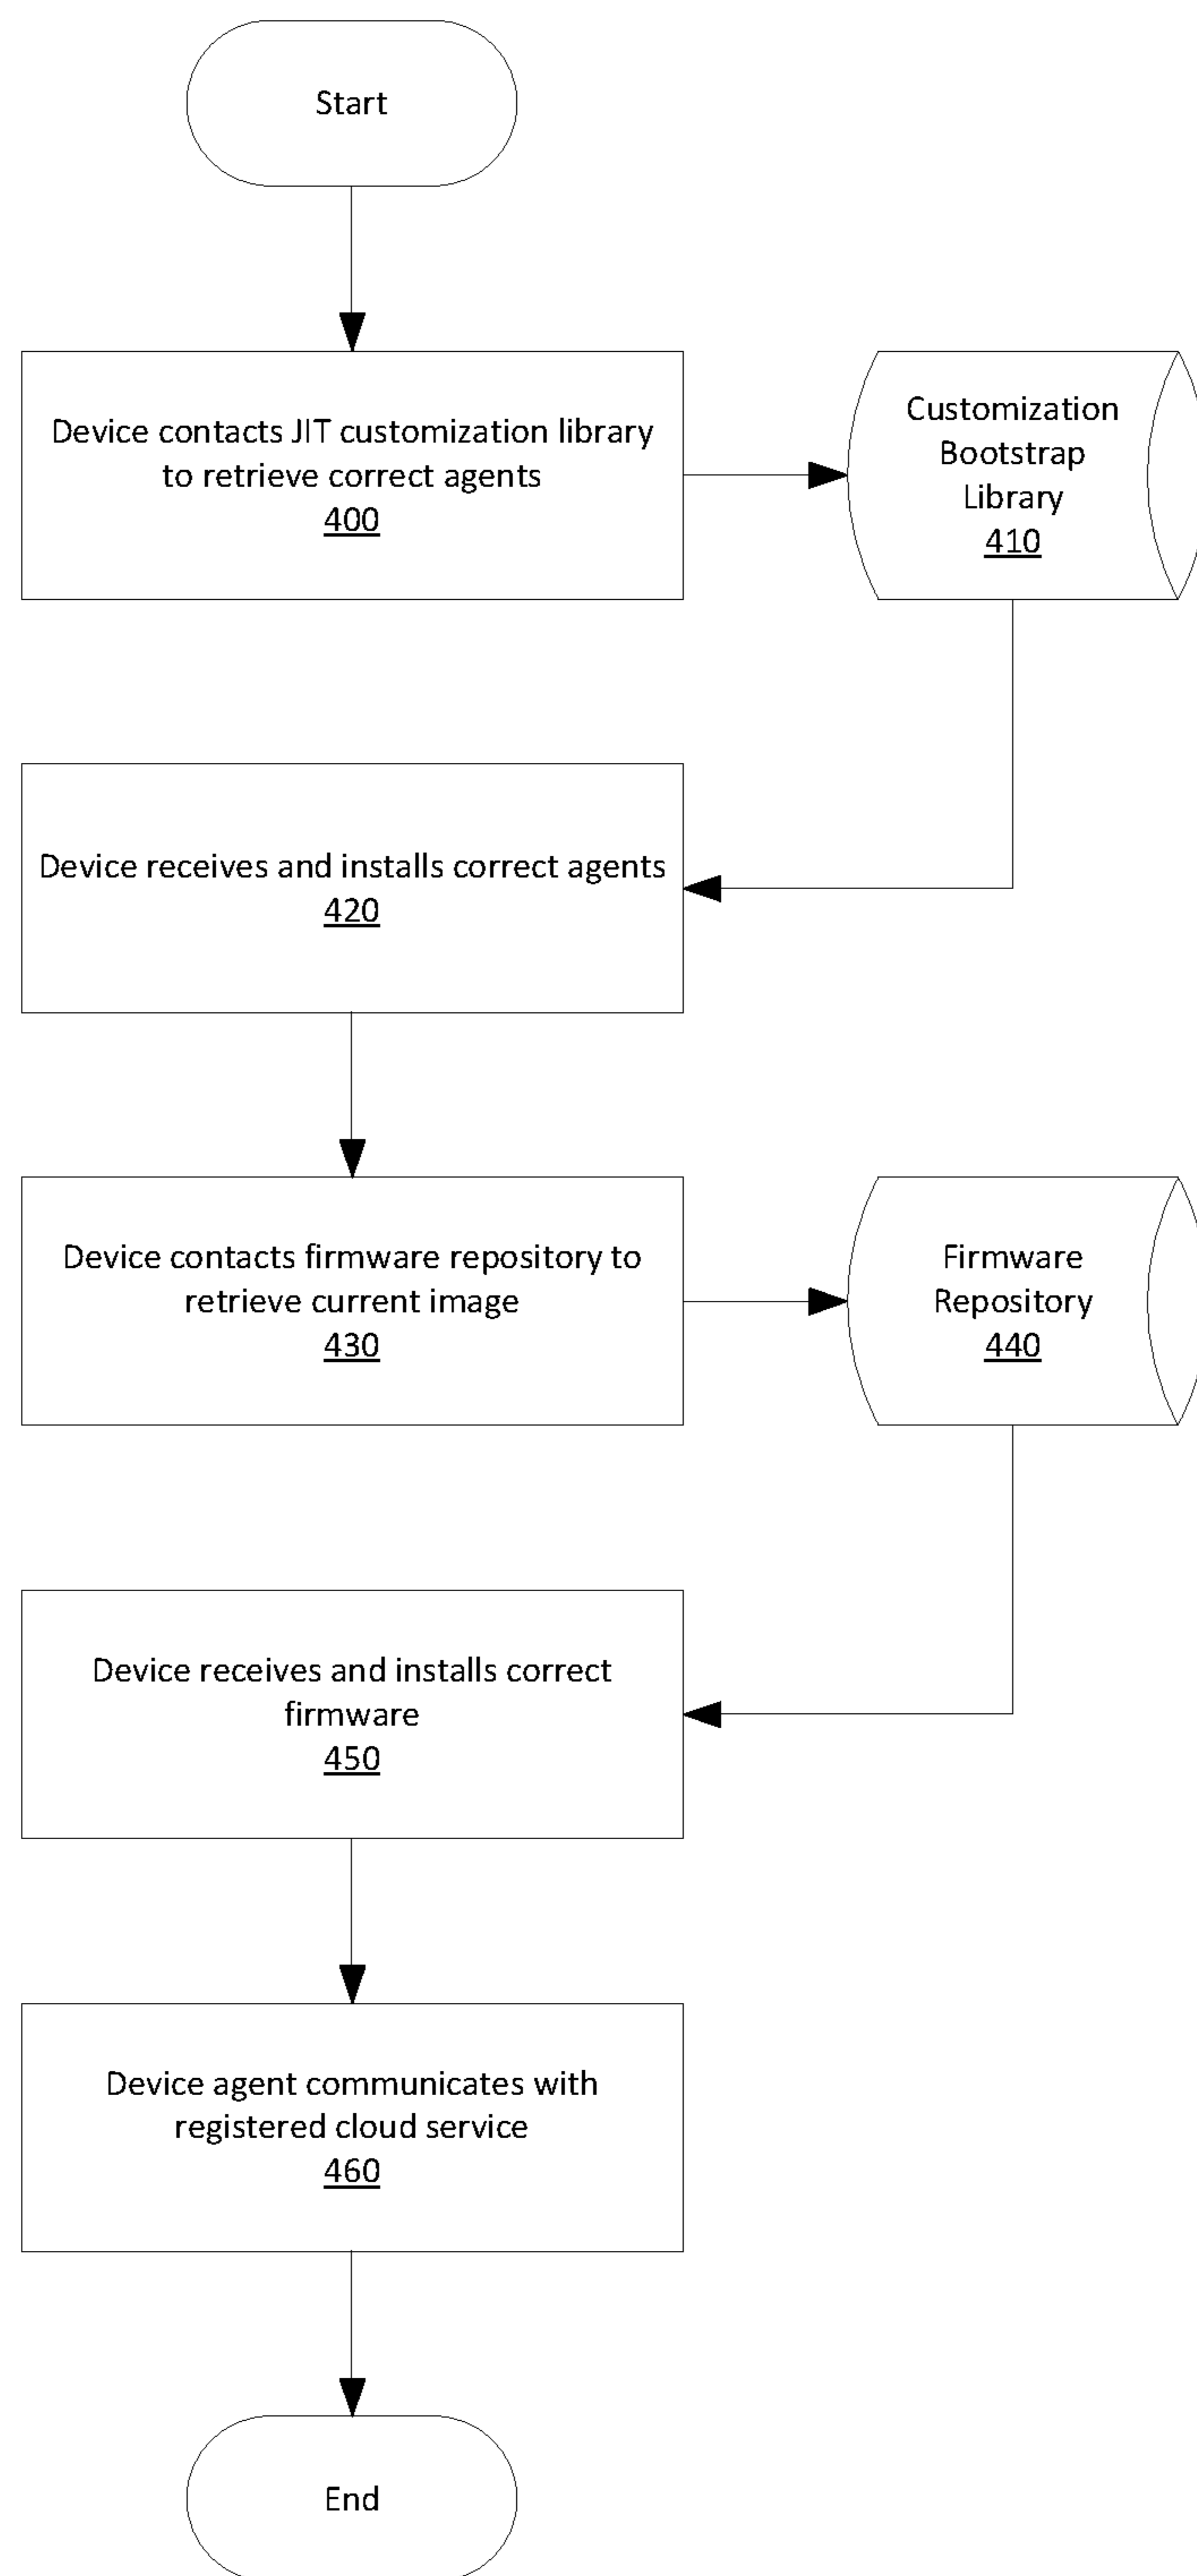 Start
Device contacts JIT customization library
to retrieve correct agents
400
Customization
Bootstrap
Library
410
Device receives and installs correct agents
420
Device contacts firmware repository to
retrieve current image
430
Firmware
Repository
440
Device receives and installs correct
firmware
450
Device agent communicates with
registered cloud service
460
End